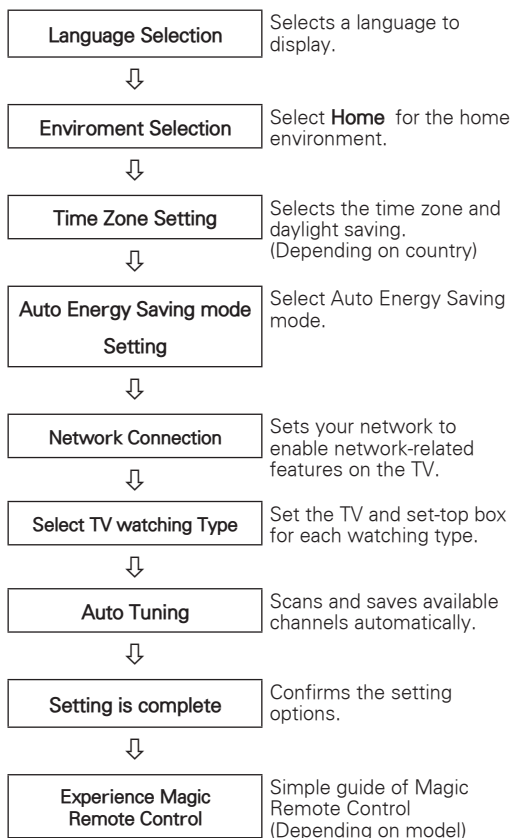 Language Selection
Selects a language to
display.
Enviroment Selection
Select Home for the home
environment.
Time Zone Setting
Selects the time zone and
daylight saving.
(Depending on country)
Auto Energy Saving mode
Setting
Select Auto Energy Saving
mode.
Network Connection
Sets your network to
enable network-related
features on the TV.
Select TV watching Type
Set the TV and set-top box
for each watching type.
Auto Tuning
Scans and saves available
channels automatically.
Setting is complete
Confirms the setting
options.
Experience Magic
Remote Control
Simple guide of Magic
Remote Control
(Depending on model)